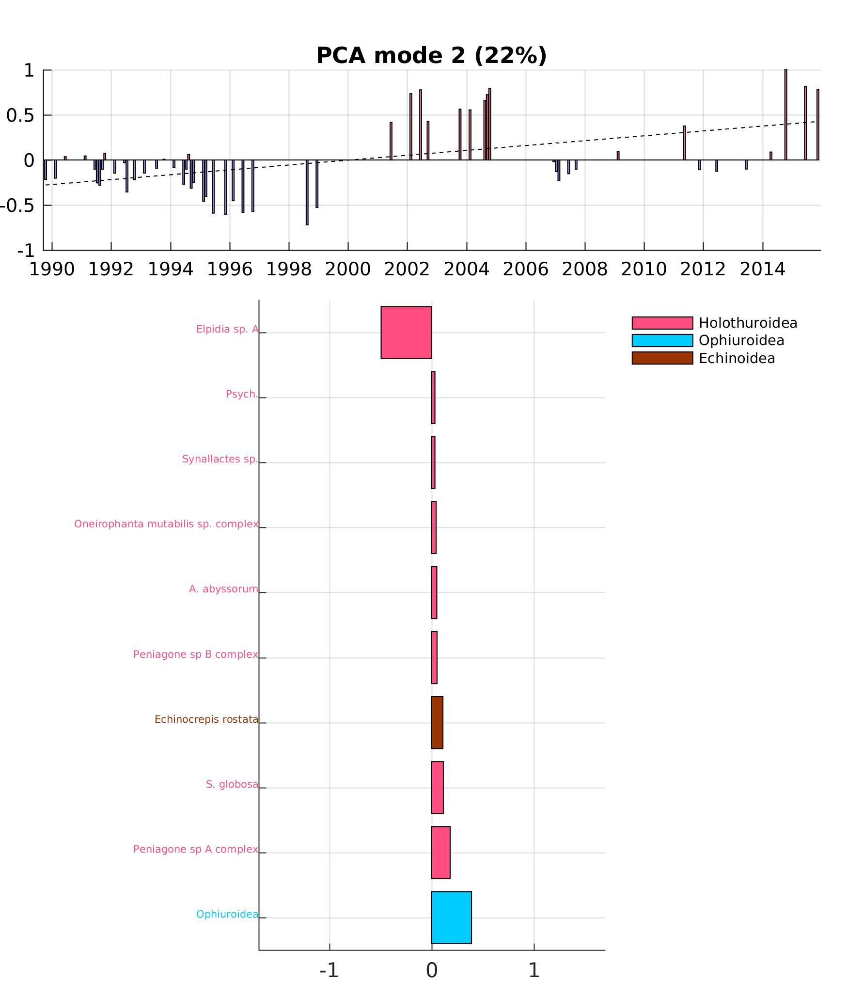 PCA mode 2 (22%)
1
0.5
0
-0.5
-1
1990 1992 1994 1996 1998 2000 2002 2004 2006 2008 2010 2012 2014
Elpidia sp. A
Psych.
Synallactes sp.
Oneirophanta mutabilis sp. complex
A. abyssorum
Peniagone sp B complex
Echinocrepis rostata
S. globosa
Peniagone sp A complex
Ophiuroidea
-1 0 1
Holothuroidea
Ophiuroidea
Echinoidea